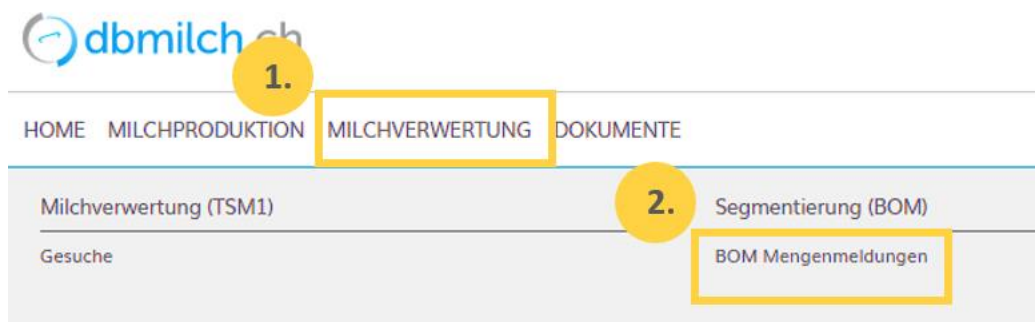 dbmilch.ch
1.
HOME MILCHPRODUKTION MILCHVERWERTUNG DOKUMENTE
Milchverwertung (TSM1)
2.
Segmentierung (BOM)
Gesuche
BOM Mengenmeldungen